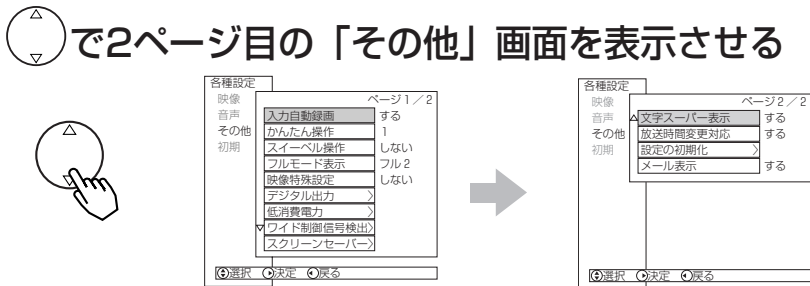 で2ページ目の「その他」画面を表示させる
各種設定
映像
音声
その他
初期
ページ1/2
入力自動録画 する
かんたん操作 1
スイーベル操作 しない
フルモード表示 フル2
映像特殊設定 しない
デジタル出力
低消費電力
ワイド制御信号検出
スクリーンセーバー
選択 決定 戻る
各種設定
映像
音声
その他
初期
ページ2/2
文字スーパー表示 する
放送時間変更対応 する
設定の初期化
メール表示 する
選択 決定 戻る